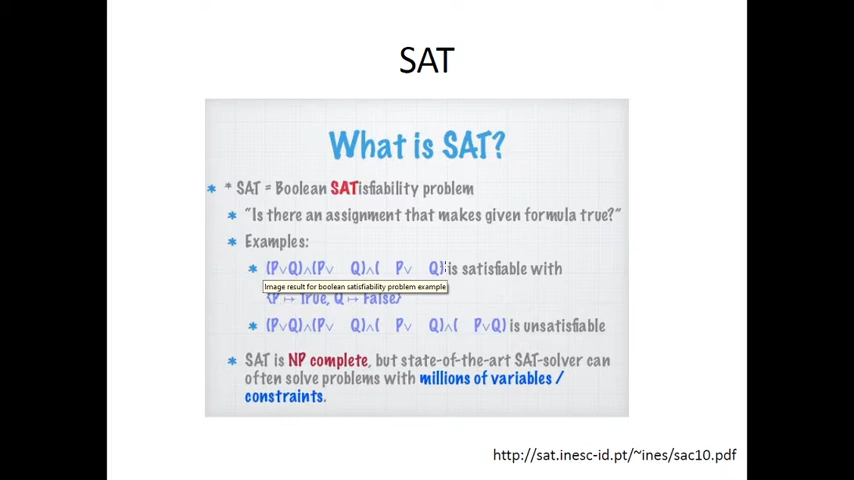 SAT
What is SAT?
* * SAT = Boolean SATisfiability problem
* "Is there an assignment that makes given formula true?"
* Examples:
* (P∨Q)∧(P∨ Q)∧( P∨ Q) is satisfiable with
Image result for boolean satisfiability problem example
{P ↦ True, Q ↦ False}
* (P∨Q)∧(P∨ Q)∧( P∨ Q)∧( P∨Q) is unsatisfiable
* SAT is NP complete, but state-of-the-art SAT-solver can
often solve problems with millions of variables /
constraints.
http://sat.inesc-id.pt/~ines/sac10.pdf